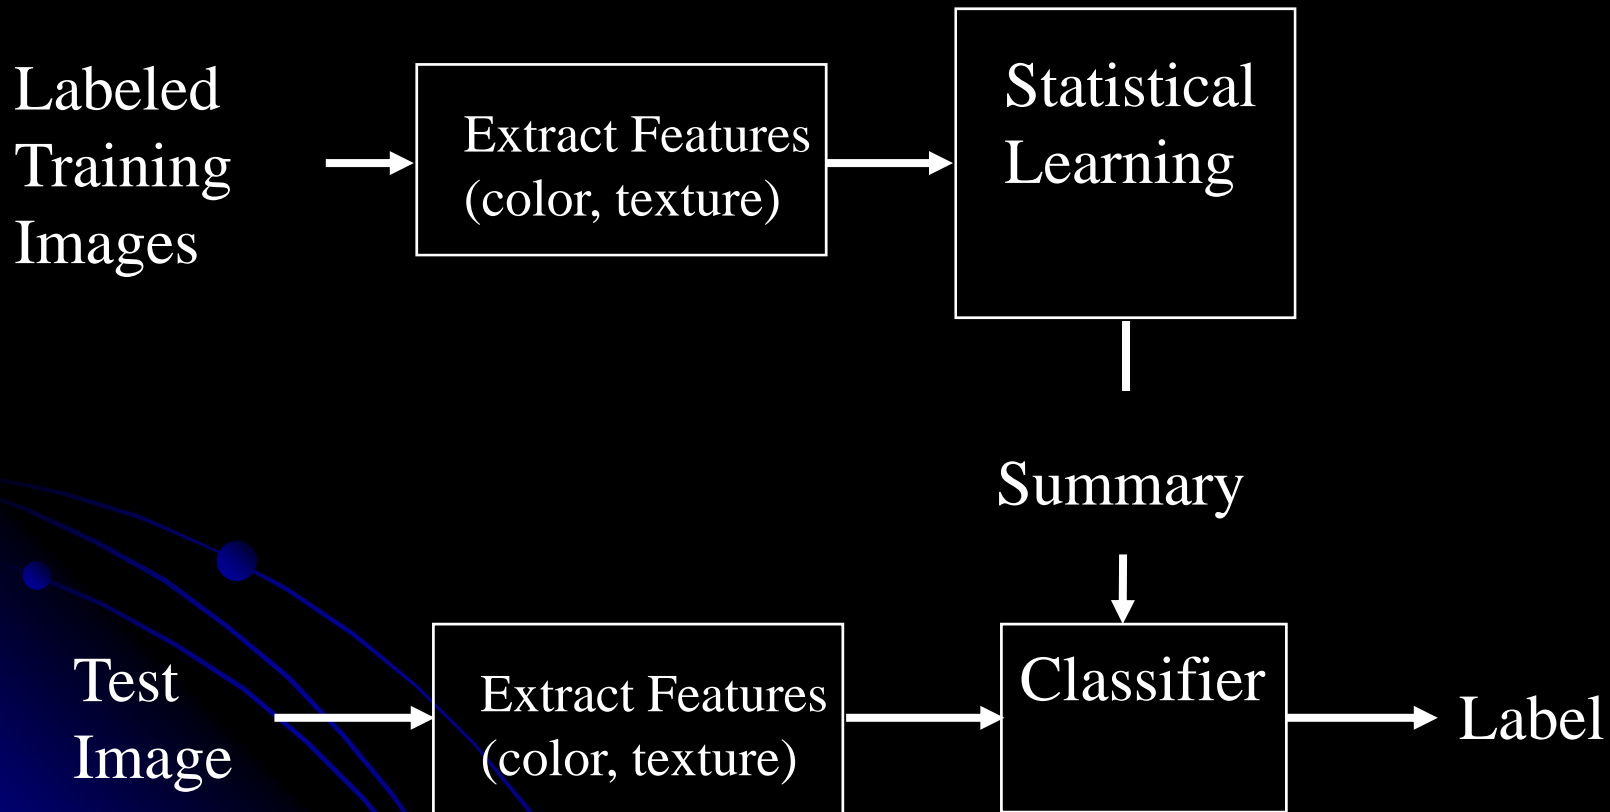 Labeled
Training
Images
Extract Features
(color, texture)
Statistical
Learning
Summary
Test
Image
Extract Features
(color, texture)
Classifier
Label